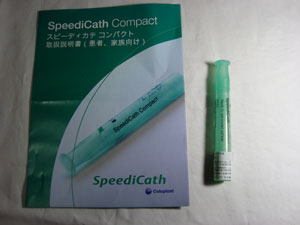 SpeediCath Compact
スピーディカテ コンパクト
取扱説明書(患者、家族向け)
SpeediCath Compact
SpeediCath
Coloplast